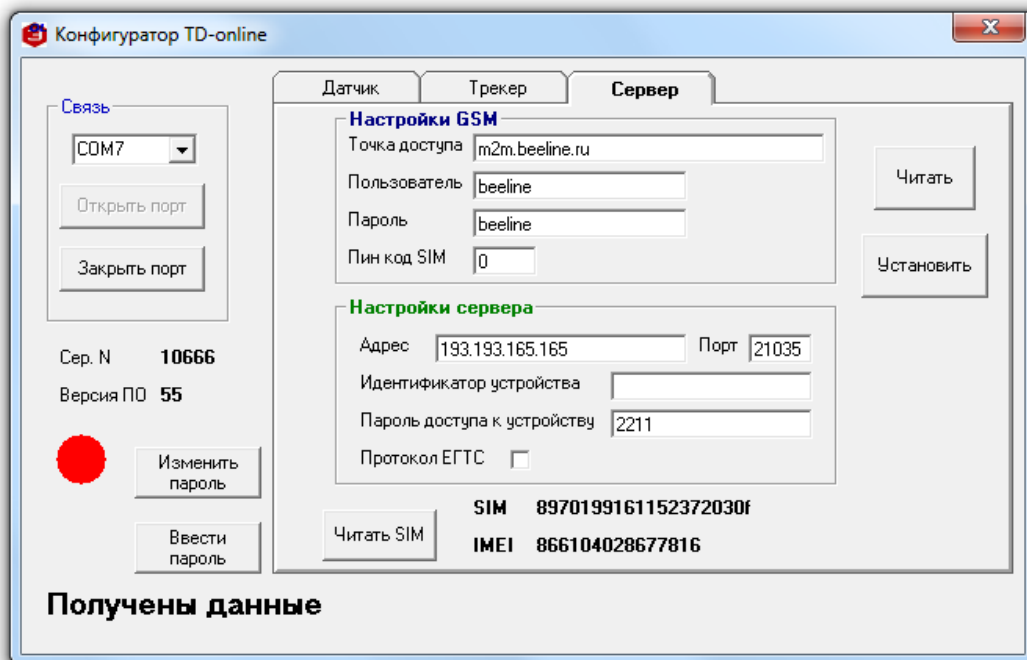 Конфигуратор TD-online
Датчик Трекер Сервер
Связь
COM7
Открыть порт
Закрыть порт
Сер. N 10666
Версия ПО 55
Изменить
пароль
Ввести
пароль
Настройки GSM
Точка доступа m2m.beeline.ru
Пользователь beeline
Пароль beeline
Пин код SIM 0
Настройки сервера
Адрес 193.193.165.165 Порт 21035
Идентификатор устройства
Пароль доступа к устройству 2211
Протокол ЕГТС
Читать SIM
SIM 8970199161152372030f
IMEI 866104028677816
Читать
Установить
Получены данные